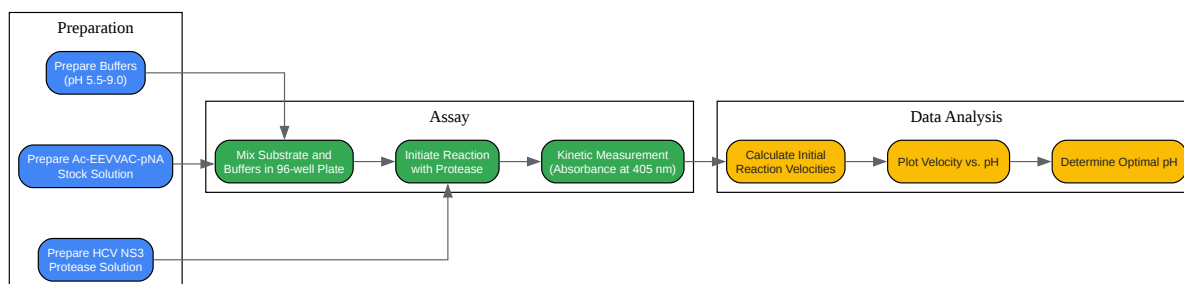 Preparation
Prepare Buffers
(pH 5.5-9.0)
Prepare Ac-EEVVAC-pNA
Stock Solution
Prepare HCV NS3
Protease Solution
Assay
Mix Substrate and
Buffers in 96-well Plate
Initiate Reaction
with Protease
Kinetic Measurement
(Absorbance at 405 nm)
Data Analysis
Calculate Initial
Reaction Velocities
Plot Velocity vs. pH
Determine Optimal pH